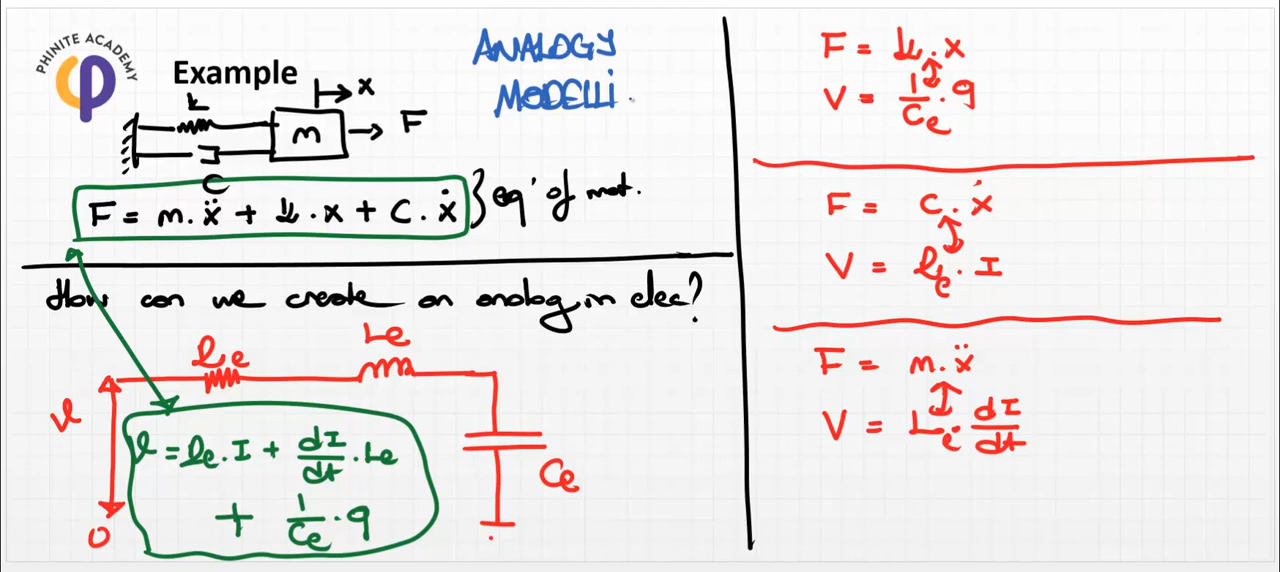 PHINITE ACADEMY
Example
ANALOGY
MODELLI
k
x
m
F
C
F = m. ẍ + k . x + C . ẋ } eq' of mot.
How can we create an analog in elec?
Re
Le
V
V = Re . I + dI/dt . Le
+ 1/Ce . q
Ce
0
F = k . x
V = 1/Ce . q
F = C . ẋ
V = Re . I
F = m. ẍ
V = Le . dI/dt